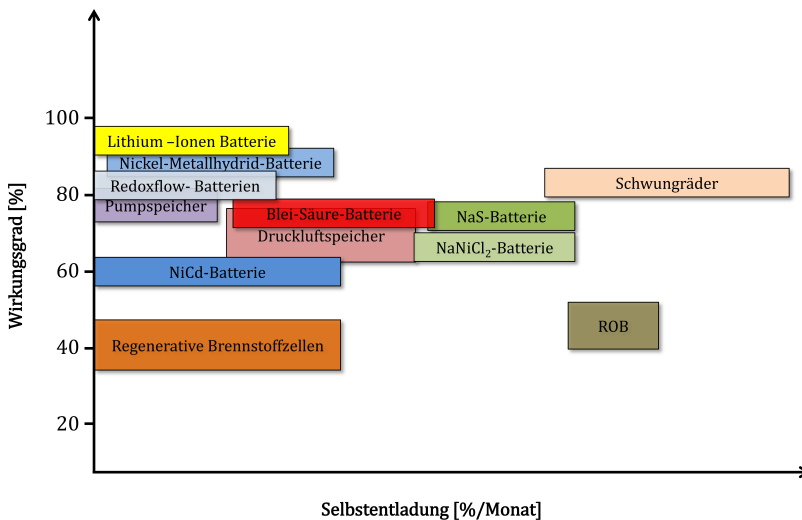 100
80
60
40
20
Wirkungsgrad [%]
Lithium –Ionen Batterie
Nickel-Metallhydrid-Batterie
Redoxflow- Batterien
Pumpspeicher
Schwungräder
Blei-Säure-Batterie
NaS-Batterie
Druckluftspeicher
NaNiCl₂-Batterie
NiCd-Batterie
ROB
Regenerative Brennstoffzellen
Selbstentladung [%/Monat]